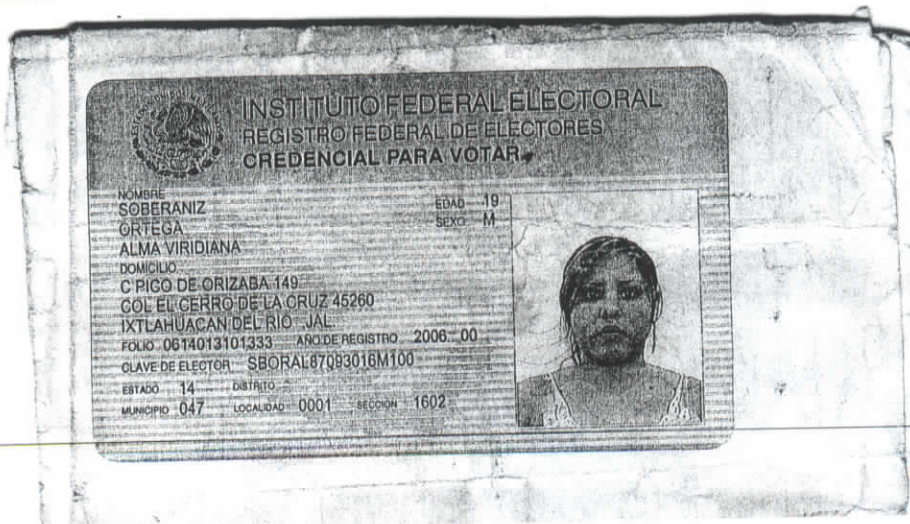 INSTITUTO FEDERAL ELECTORAL
REGISTRO FEDERAL DE ELECTORES
CREDENCIAL PARA VOTAR
NOMBRE
SOBERANIZ
ORTEGA
ALMA VIRIDIANA
EDAD 19
SEXO M
DOMICILIO
C PICO DE ORIZABA 149
COL EL CERRO DE LA CRUZ 45260
IXTLAHUACAN DEL RIO ,JAL.
FOLIO 0614013101333 AÑO DE REGISTRO 2006 00
CLAVE DE ELECTOR SBORAL87093016M100
ESTADO 14 DISTRITO
MUNICIPIO 047 LOCALIDAD 0001 SECCION 1602